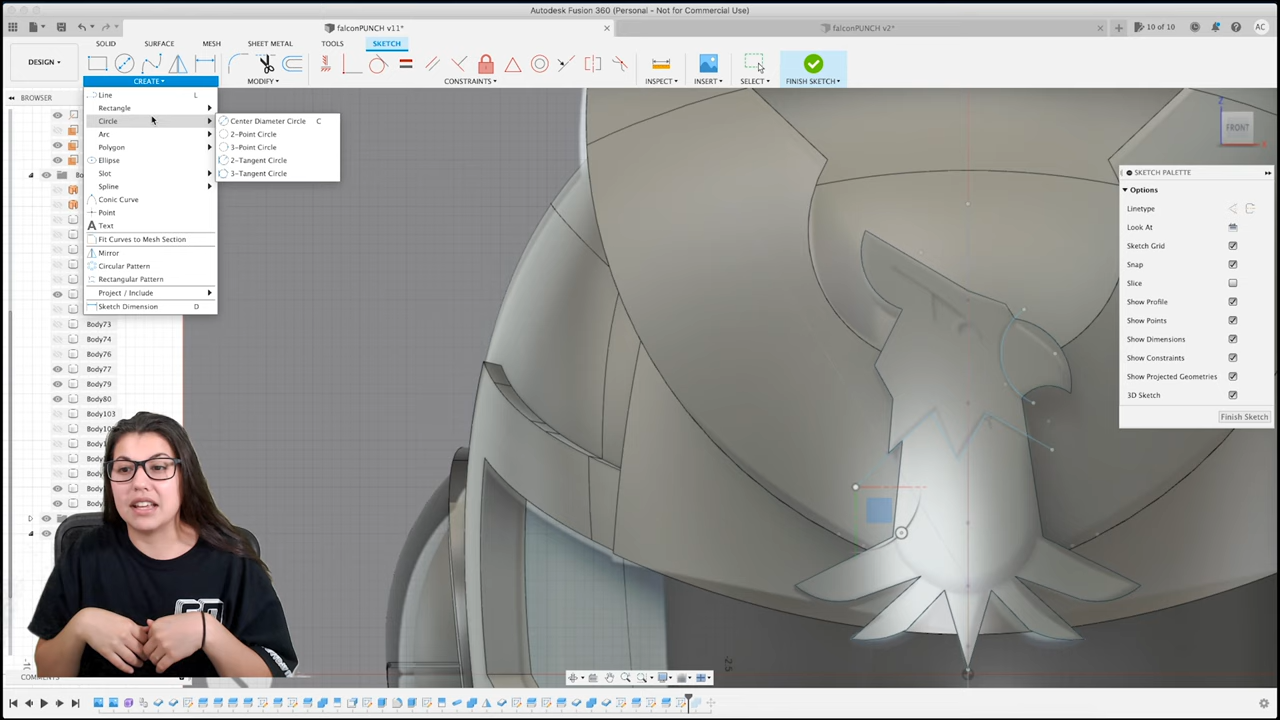 Autodesk Fusion 360 (Personal - Not for Commercial Use)
falconPUNCH v11*
falconPUNCH v2*
10 of 10
AC
DESIGN
SOLID
SURFACE
MESH
SHEET METAL
TOOLS
SKETCH
CREATE
MODIFY
CONSTRAINTS
INSPECT
INSERT
SELECT
FINISH SKETCH
BROWSER
Line L
Rectangle
Circle
Arc
Polygon
Ellipse
Slot
Spline
Conic Curve
Point
Text
Fit Curves to Mesh Section
Mirror
Circular Pattern
Rectangular Pattern
Project / Include
Sketch Dimension D
Center Diameter Circle C
2-Point Circle
3-Point Circle
2-Tangent Circle
3-Tangent Circle
Body73
Body74
Body76
Body77
Body79
Body80
Body103
Z
FRONT
X
SKETCH PALETTE
Options
Linetype
Look At
Sketch Grid
Snap
Slice
Show Profile
Show Points
Show Dimensions
Show Constraints
Show Projected Geometries
3D Sketch
Finish Sketch
COMMENTS
25